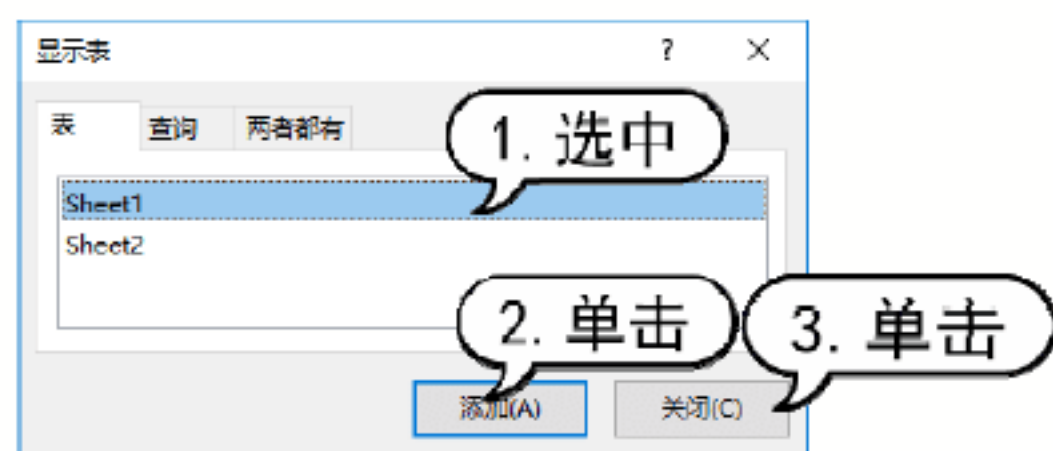 显示表 ? ×
表 查询 两者都有
1. 选中
Sheet1
Sheet2
2. 单击
3. 单击
添加(A) 关闭(C)